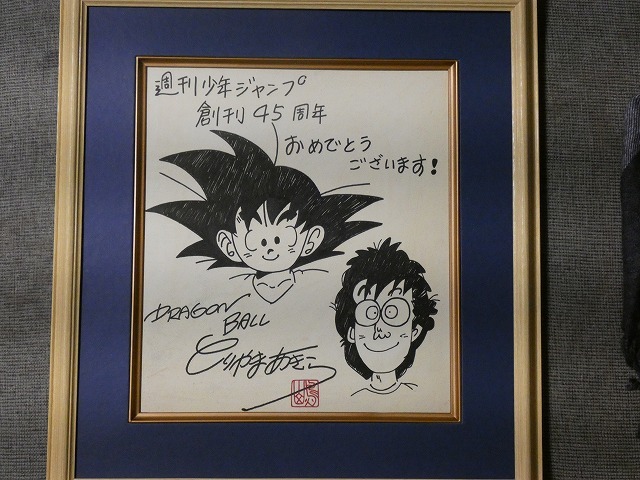 週刊少年ジャンプ
創刊45周年
おめでとう
ございます!
DRAGON
BALL
とりやまあきら